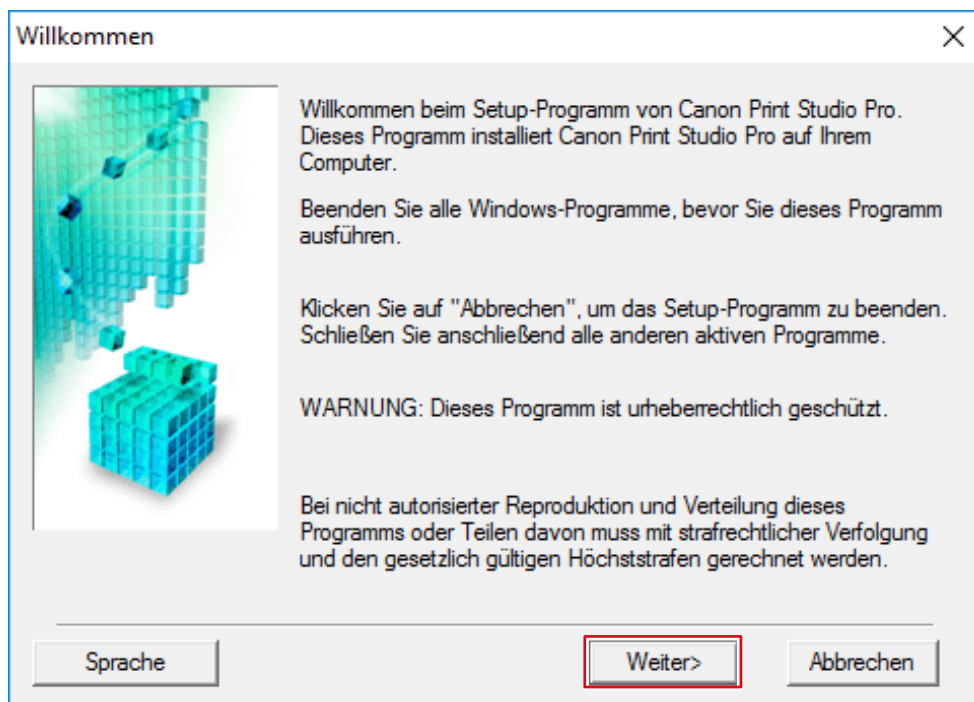 Willkommen
Willkommen beim Setup-Programm von Canon Print Studio Pro.
Dieses Programm installiert Canon Print Studio Pro auf Ihrem
Computer.
Beenden Sie alle Windows-Programme, bevor Sie dieses Programm
ausführen.
Klicken Sie auf "Abbrechen", um das Setup-Programm zu beenden.
Schließen Sie anschließend alle anderen aktiven Programme.
WARNUNG: Dieses Programm ist urheberrechtlich geschützt.
Bei nicht autorisierter Reproduktion und Verteilung dieses
Programms oder Teilen davon muss mit strafrechtlicher Verfolgung
und den gesetzlich gültigen Höchststrafen gerechnet werden.
Sprache
Weiter>
Abbrechen